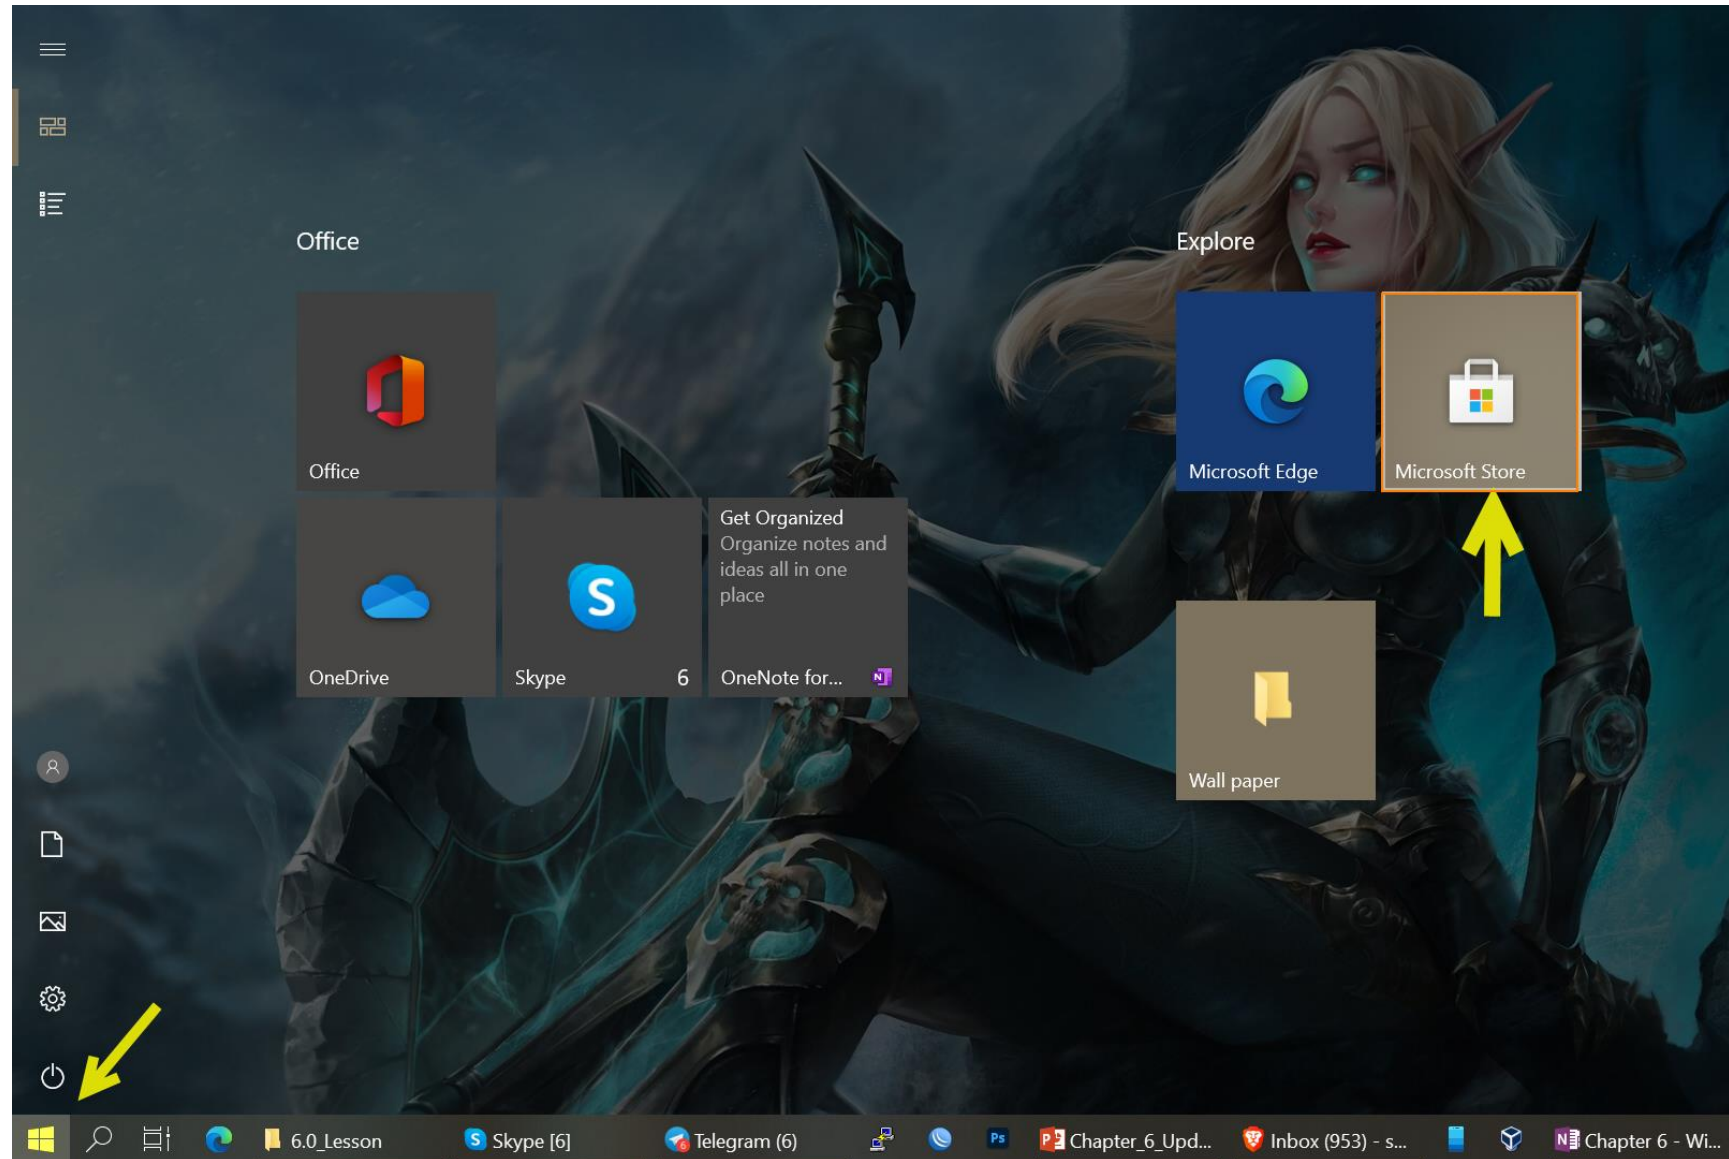 Office
Explore
Office
Microsoft Edge
Microsoft Store
Get Organized
Organize notes and
ideas all in one
place
OneDrive
Skype
6
OneNote for...
Wall paper
6.0_Lesson
Skype [6]
Telegram (6)
Ps
Chapter_6_Upd...
Inbox (953) - s...
Chapter 6 - Wi...